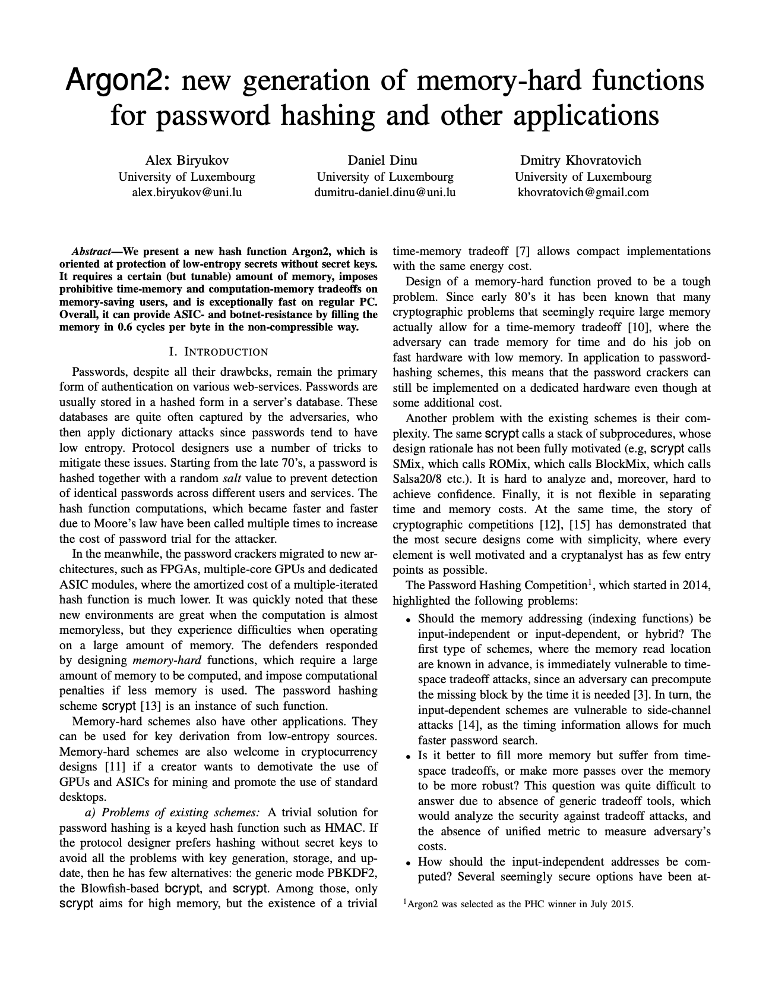 Argon2: new generation of memory-hard functions
for password hashing and other applications
Alex Biryukov
University of Luxembourg
alex.biryukov@uni.lu
Daniel Dinu
University of Luxembourg
dumitru-daniel.dinu@uni.lu
Dmitry Khovratovich
University of Luxembourg
khovratovich@gmail.com
Abstract—We present a new hash function Argon2, which is
oriented at protection of low-entropy secrets without secret keys.
It requires a certain (but tunable) amount of memory, imposes
prohibitive time-memory and computation-memory tradeoffs on
memory-saving users, and is exceptionally fast on regular PC.
Overall, it can provide ASIC- and botnet-resistance by filling the
memory in 0.6 cycles per byte in the non-compressible way.
I. INTRODUCTION
Passwords, despite all their drawbcks, remain the primary
form of authentication on various web-services. Passwords are
usually stored in a hashed form in a server's database. These
databases are quite often captured by the adversaries, who
then apply dictionary attacks since passwords tend to have
low entropy. Protocol designers use a number of tricks to
mitigate these issues. Starting from the late 70's, a password is
hashed together with a random salt value to prevent detection
of identical passwords across different users and services. The
hash function computations, which became faster and faster
due to Moore's law have been called multiple times to increase
the cost of password trial for the attacker.
In the meanwhile, the password crackers migrated to new ar-
chitectures, such as FPGAs, multiple-core GPUs and dedicated
ASIC modules, where the amortized cost of a multiple-iterated
hash function is much lower. It was quickly noted that these
new environments are great when the computation is almost
memoryless, but they experience difficulties when operating
on a large amount of memory. The defenders responded
by designing memory-hard functions, which require a large
amount of memory to be computed, and impose computational
penalties if less memory is used. The password hashing
scheme scrypt [13] is an instance of such function.
Memory-hard schemes also have other applications. They
can be used for key derivation from low-entropy sources.
Memory-hard schemes are also welcome in cryptocurrency
designs [11] if a creator wants to demotivate the use of
GPUs and ASICs for mining and promote the use of standard
desktops.
a) Problems of existing schemes: A trivial solution for
password hashing is a keyed hash function such as HMAC. If
the protocol designer prefers hashing without secret keys to
avoid all the problems with key generation, storage, and up-
date, then he has few alternatives: the generic mode PBKDF2,
the Blowfish-based bcrypt, and scrypt. Among those, only
scrypt aims for high memory, but the existence of a trivial
time-memory tradeoff [7] allows compact implementations
with the same energy cost.
Design of a memory-hard function proved to be a tough
problem. Since early 80's it has been known that many
cryptographic problems that seemingly require large memory
actually allow for a time-memory tradeoff [10], where the
adversary can trade memory for time and do his job on
fast hardware with low memory. In application to password-
hashing schemes, this means that the password crackers can
still be implemented on a dedicated hardware even though at
some additional cost.
Another problem with the existing schemes is their com-
plexity. The same scrypt calls a stack of subprocedures, whose
design rationale has not been fully motivated (e.g, scrypt calls
SMix, which calls ROMix, which calls BlockMix, which calls
Salsa20/8 etc.). It is hard to analyze and, moreover, hard to
achieve confidence. Finally, it is not flexible in separating
time and memory costs. At the same time, the story of
cryptographic competitions [12], [15] has demonstrated that
the most secure designs come with simplicity, where every
element is well motivated and a cryptanalyst has as few entry
points as possible.
The Password Hashing Competition¹, which started in 2014,
highlighted the following problems:
• Should the memory addressing (indexing functions) be
input-independent or input-dependent, or hybrid? The
first type of schemes, where the memory read location
are known in advance, is immediately vulnerable to time-
space tradeoff attacks, since an adversary can precompute
the missing block by the time it is needed [3]. In turn, the
input-dependent schemes are vulnerable to side-channel
attacks [14], as the timing information allows for much
faster password search.
• Is it better to fill more memory but suffer from time-
space tradeoffs, or make more passes over the memory
to be more robust? This question was quite difficult to
answer due to absence of generic tradeoff tools, which
would analyze the security against tradeoff attacks, and
the absence of unified metric to measure adversary's
costs.
• How should the input-independent addresses be com-
puted? Several seemingly secure options have been at-
¹Argon2 was selected as the PHC winner in July 2015.